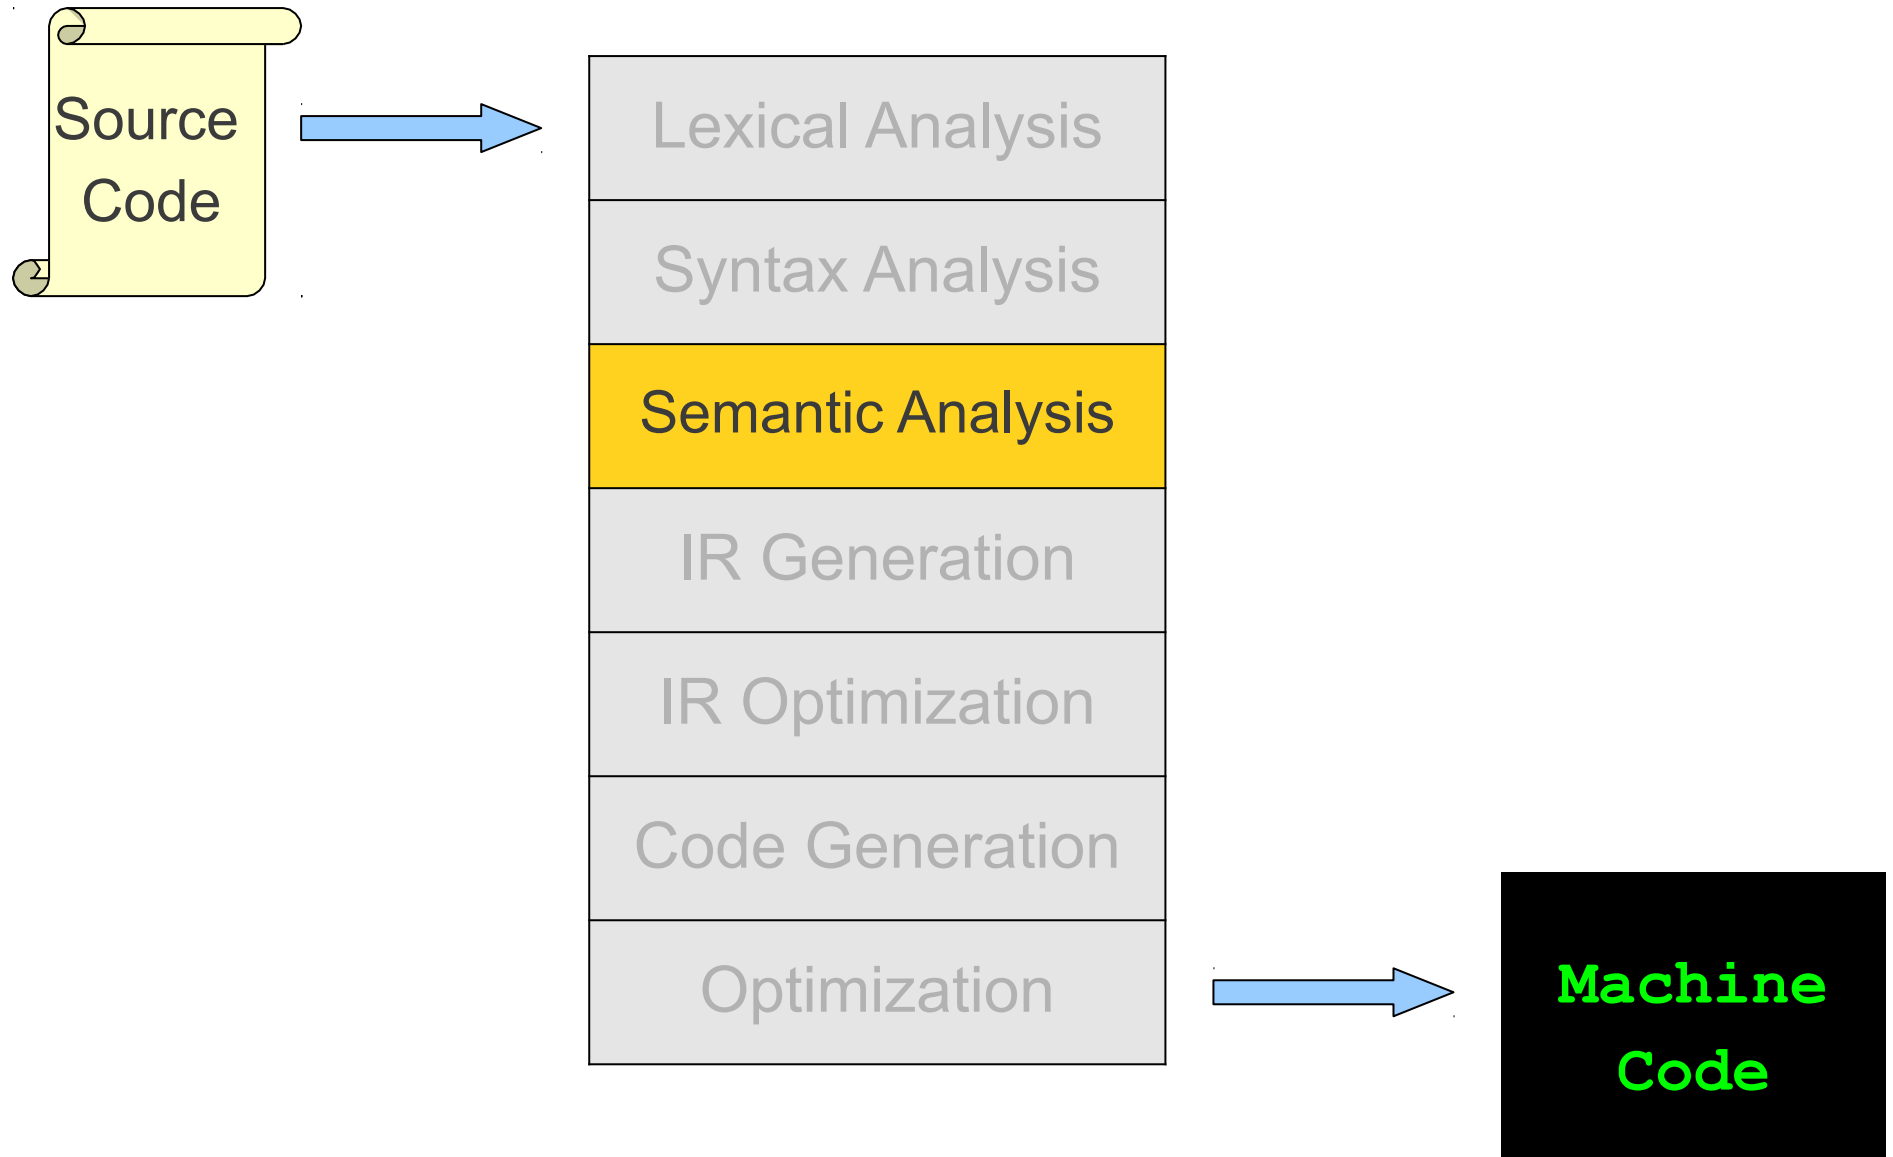 Source
Code
Lexical Analysis
Syntax Analysis
Semantic Analysis
IR Generation
IR Optimization
Code Generation
Optimization
Machine
Code